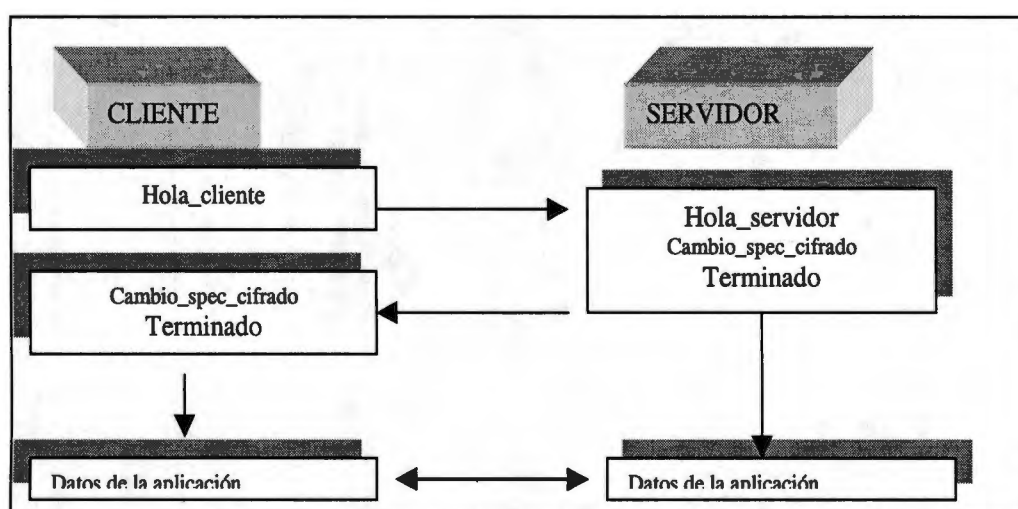 CLIENTE
SERVIDOR
Hola_cliente
Hola_servidor
Cambio_spec_cifrado
Terminado
Cambio_spec_cifrado
Terminado
Datos de la aplicación
Datos de la aplicación